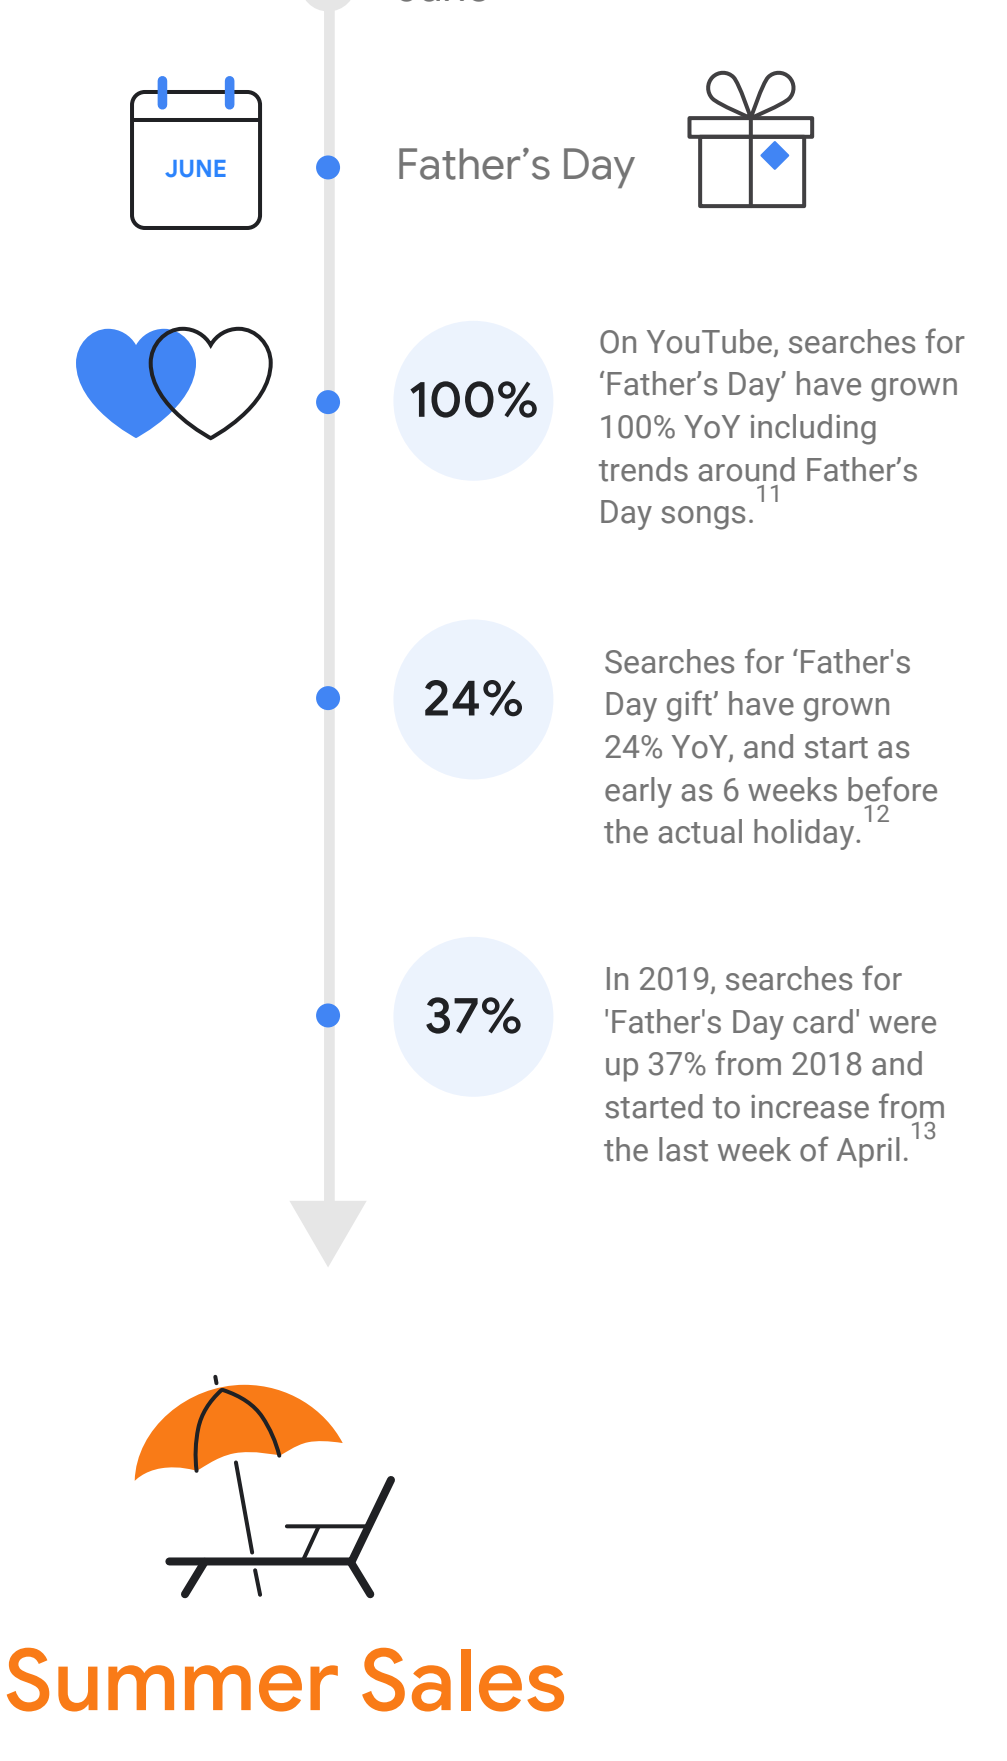 JUNE
Father’s Day
100%
On YouTube, searches for
‘Father’s Day’ have grown
100% YoY including
trends around Father’s
Day songs.11
24%
Searches for ‘Father's
Day gift’ have grown
24% YoY, and start as
early as 6 weeks before
the actual holiday.12
37%
In 2019, searches for
'Father's Day card' were
up 37% from 2018 and
started to increase from
the last week of April.13
Summer Sales